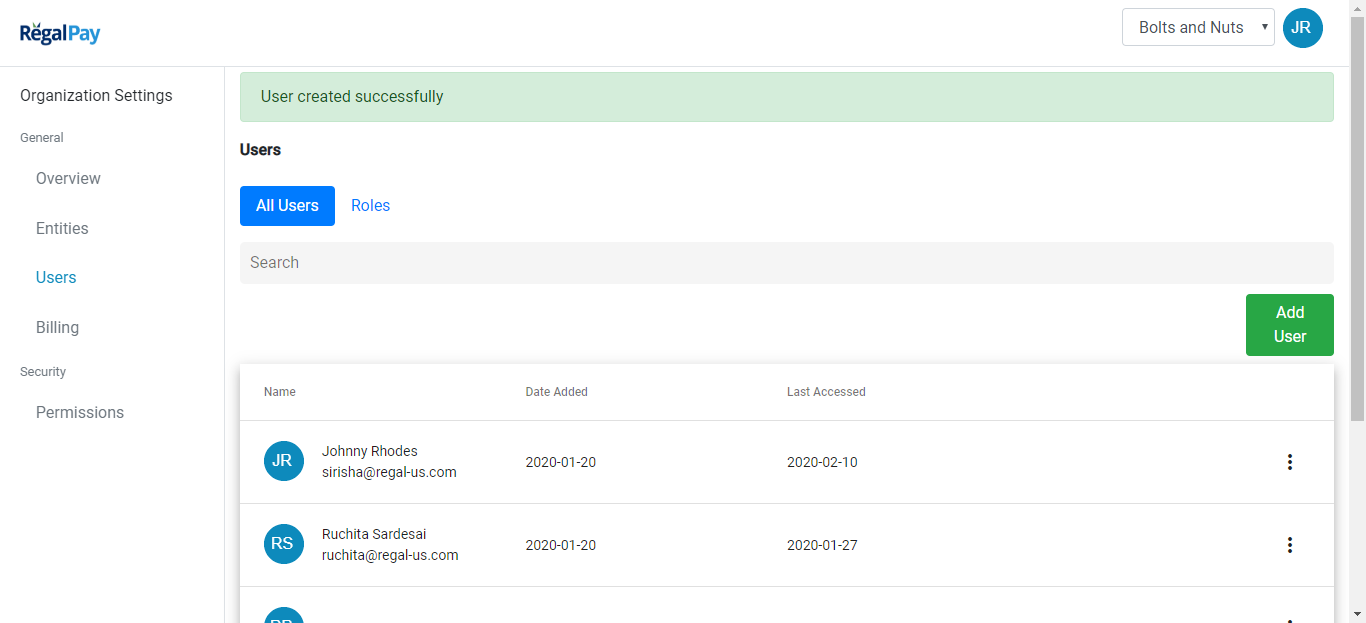 RegalPay
Bolts and Nuts
JR
Organization Settings
General
Overview
Entities
Users
Billing
Security
Permissions
User created successfully
Users
All Users Roles
Search
Add
User
Name Date Added Last Accessed
JR
Johnny Rhodes
sirisha@regal-us.com
2020-01-20 2020-02-10
RS
Ruchita Sardesai
ruchita@regal-us.com
2020-01-20 2020-01-27